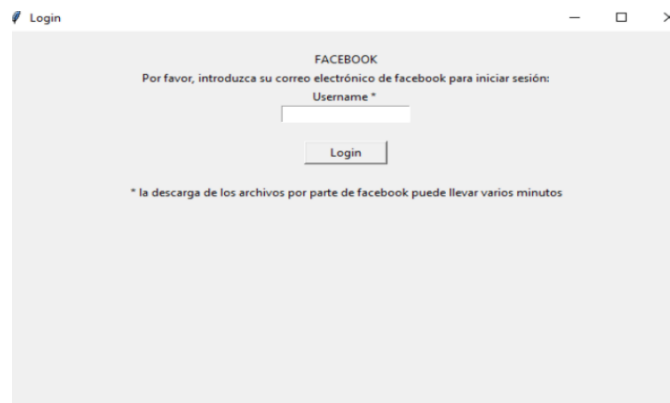 Login
FACEBOOK
Por favor, introduzca su correo electrónico de facebook para iniciar sesión:
Username *
Login
* la descarga de los archivos por parte de facebook puede llevar varios minutos